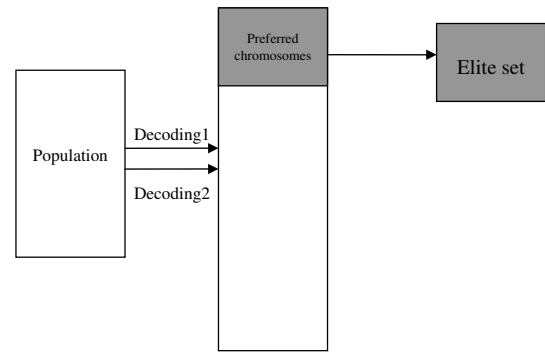 Preferred
chromosomes
Elite set
Decoding1
Population
Decoding2